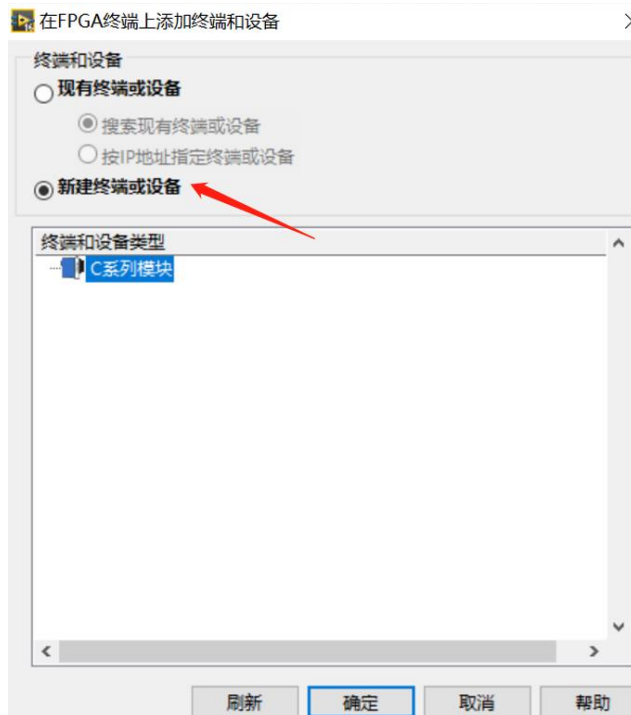 在FPGA终端上添加终端和设备
终端和设备
现有终端或设备
搜索现有终端或设备
按IP地址指定终端或设备
新建终端或设备
终端和设备类型
C系列模块
刷新 确定 取消 帮助